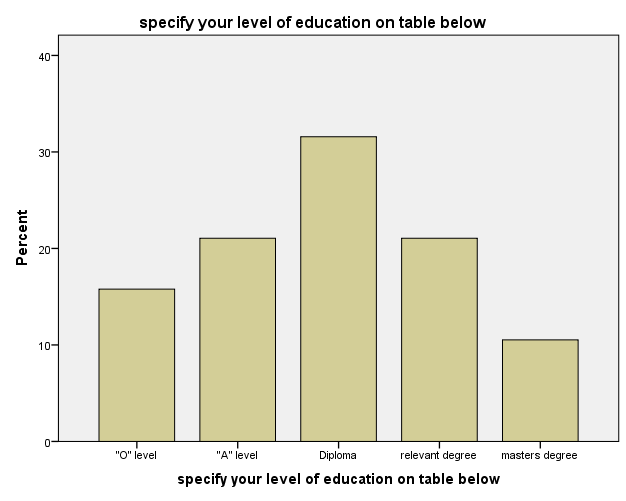 specify your level of education on table below
40
30
20
10
0
Percent
"O" level
"A" level
Diploma
relevant degree
masters degree
specify your level of education on table below